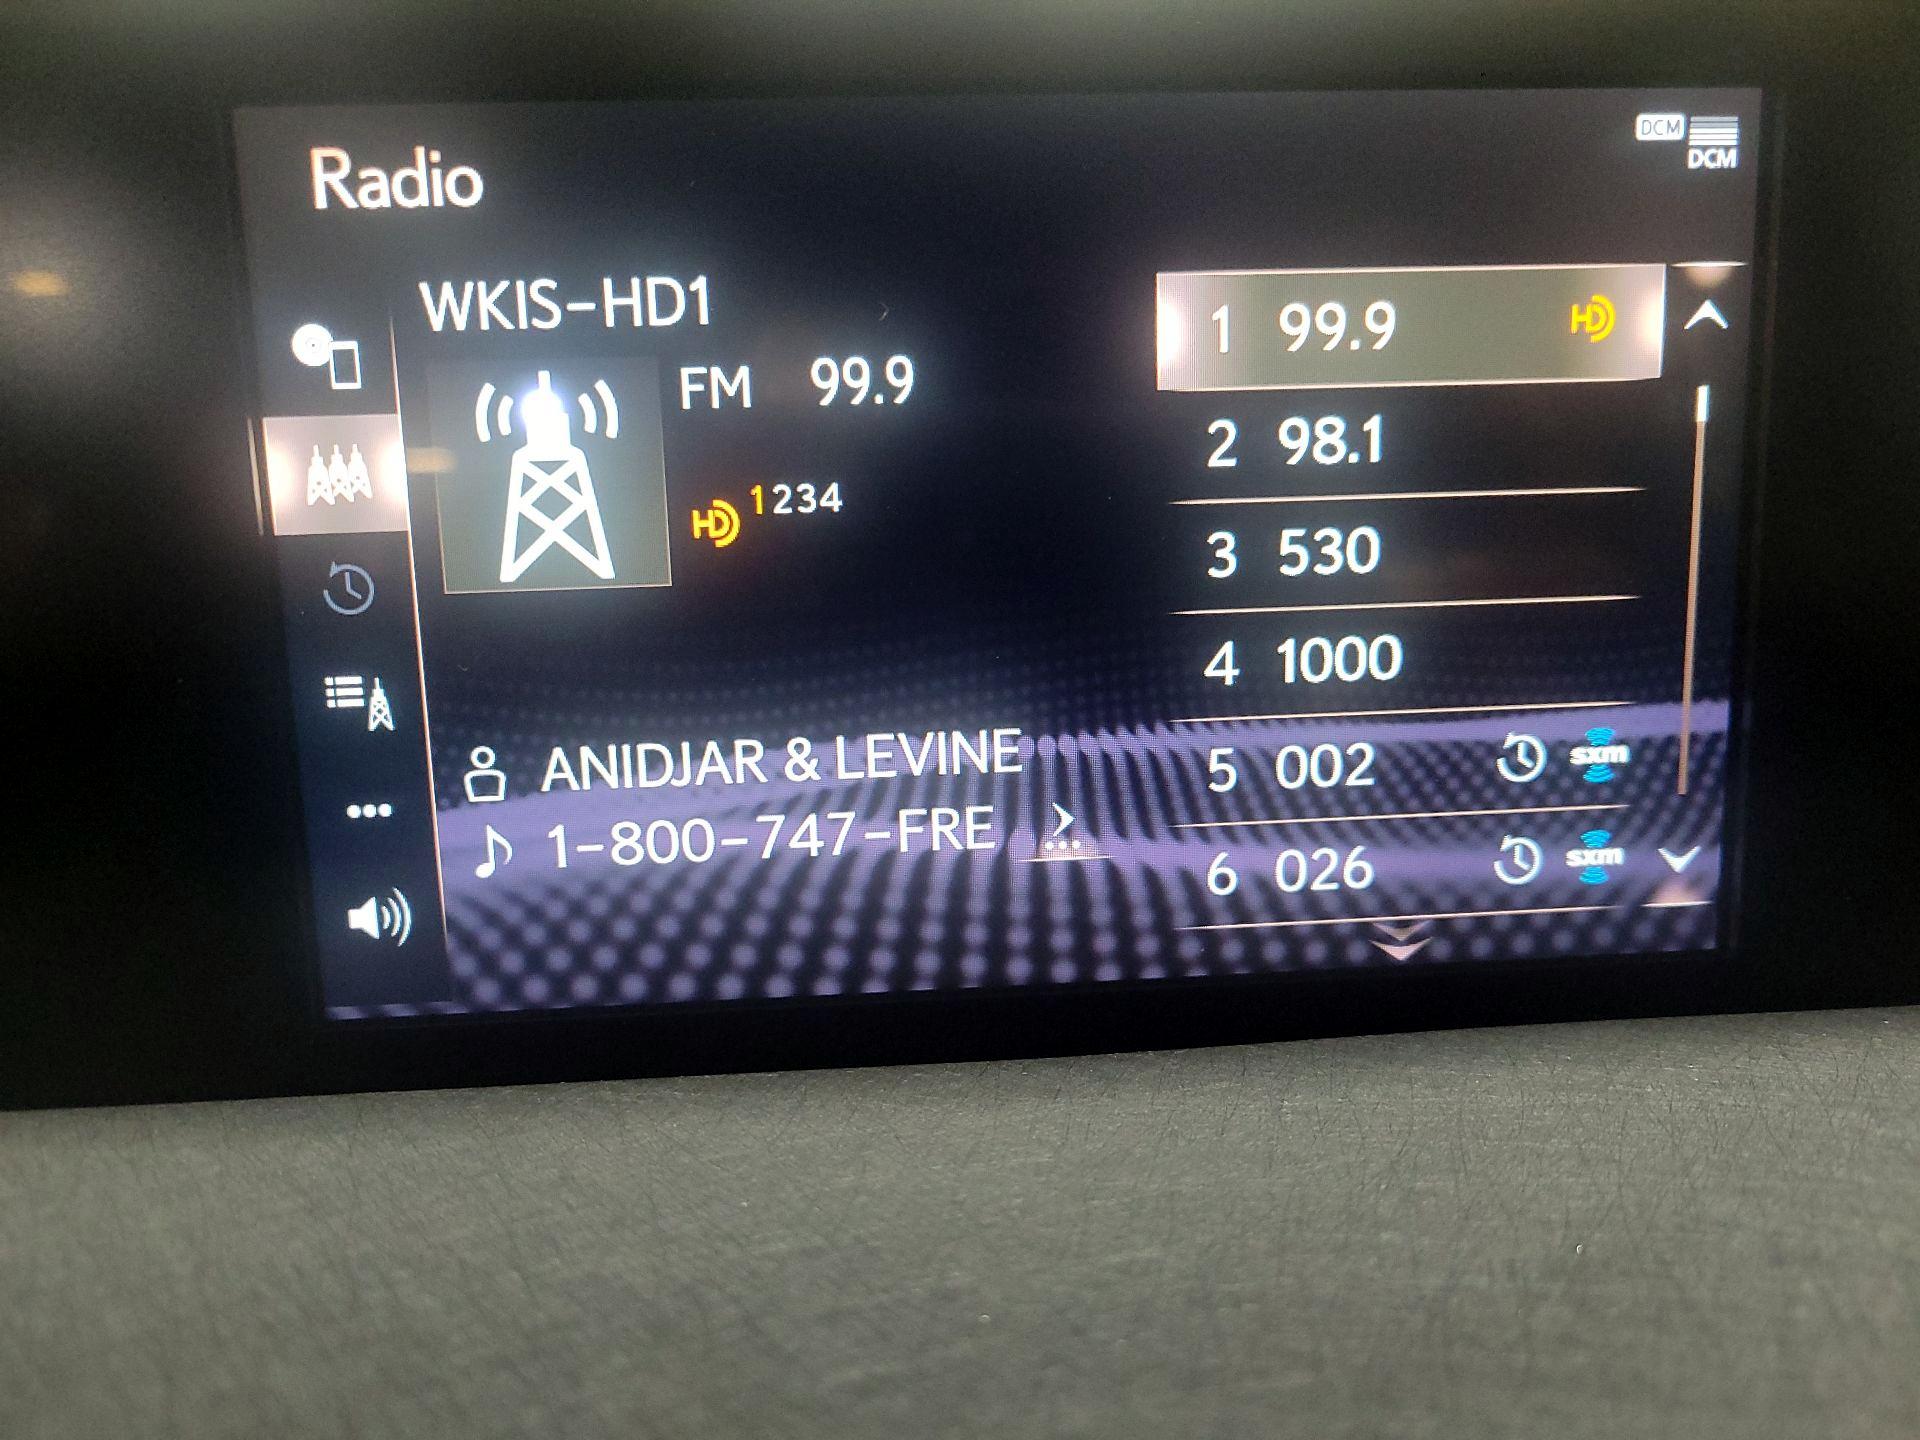 Radio
DCM
DCM
WKIS-HD1
FM 99.9
HD 1234
ANIDJAR & LEVINE
1-800-747-FRE
1 99.9 HD
2 98.1
3 530
4 1000
5 002 sxm
6 026 sxm